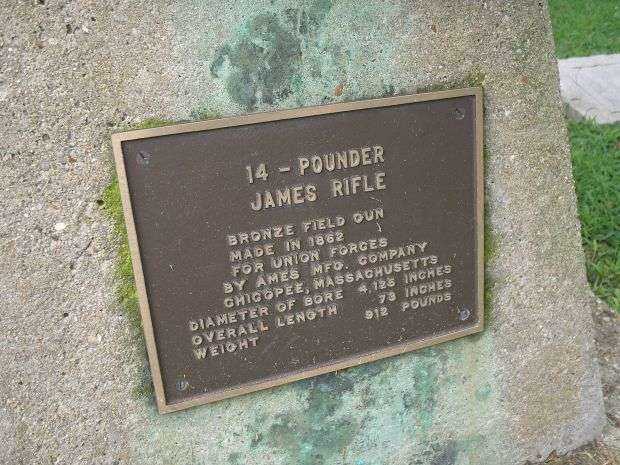 14 - POUNDER
JAMES RIFLE
BRONZE FIELD GUN
MADE IN 1862
FOR UNION FORCES
BY AMES MFG. COMPANY
CHICOPEE, MASSACHUSETTS
DIAMETER OF BORE 4.125 INCHES
OVERALL LENGTH 73 INCHES
WEIGHT 912 POUNDS